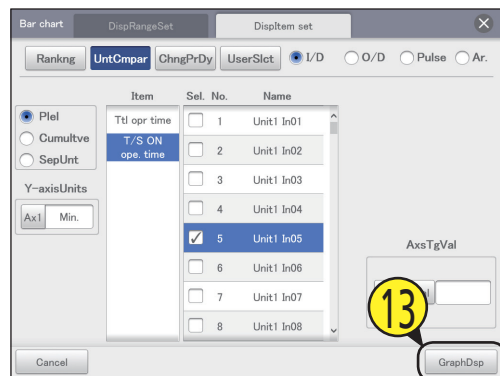 Bar chart DispRangeSet DispItem set
Rankng UntCmpar ChngPrDy UserSlct I/D O/D Pulse Ar.
Item Sel. No. Name
Plel
Cumultve
SepUnt
Y-axisUnits
Ax1 Min.
Ttl opr time
T/S ON
ope. time
1 Unit1 In01
2 Unit1 In02
3 Unit1 In03
4 Unit1 In04
5 Unit1 In05
6 Unit1 In06
7 Unit1 In07
8 Unit1 In08
AxsTgVal
13
Cancel GraphDsp